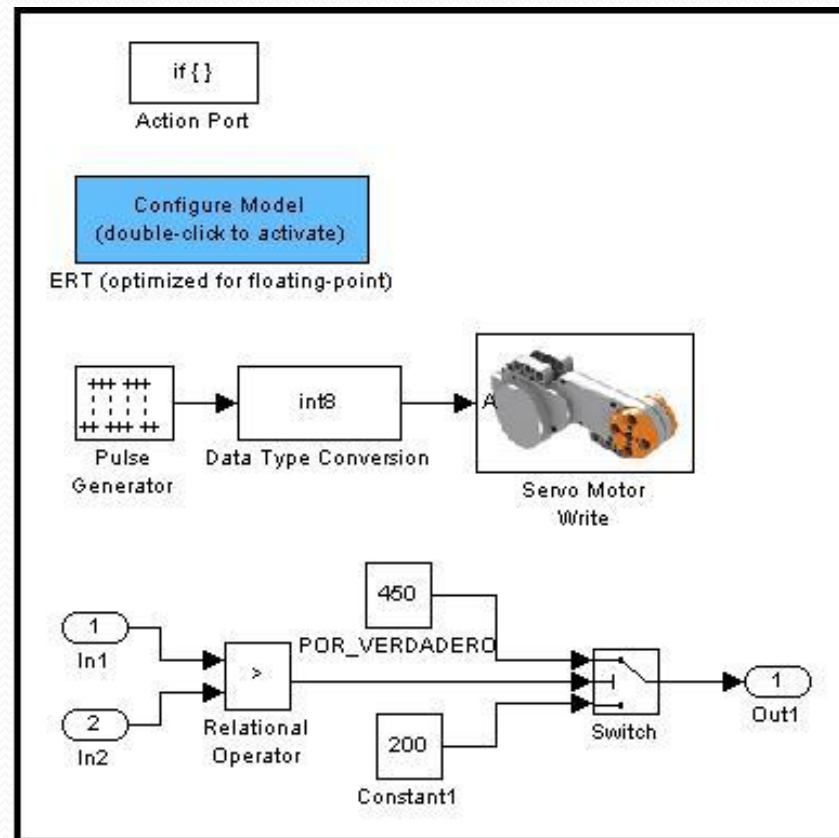 if { }
Action Port
Configure Model
(double-click to activate)
ERT (optimized for floating-point)
Pulse
Generator
int8
Data Type Conversion
A
Servo Motor
Write
1
In1
2
In2
>
Relational
Operator
450
POR_VERDADERO
200
Constant1
Switch
1
Out1